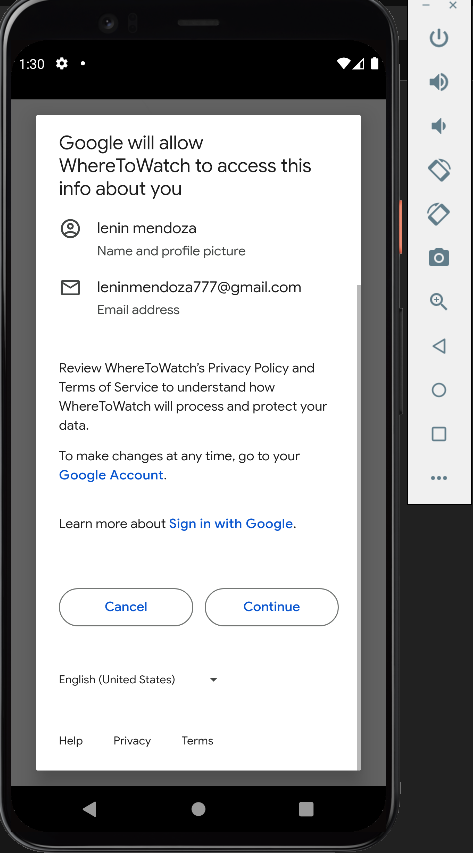 1:30
Google will allow
WhereToWatch to access this
info about you
lenin mendoza
Name and profile picture
leninmendoza777@gmail.com
Email address
Review WhereToWatch's Privacy Policy and
Terms of Service to understand how
WhereToWatch will process and protect your
data.
To make changes at any time, go to your
Google Account.
Learn more about Sign in with Google.
Cancel
Continue
English (United States)
Help
Privacy
Terms